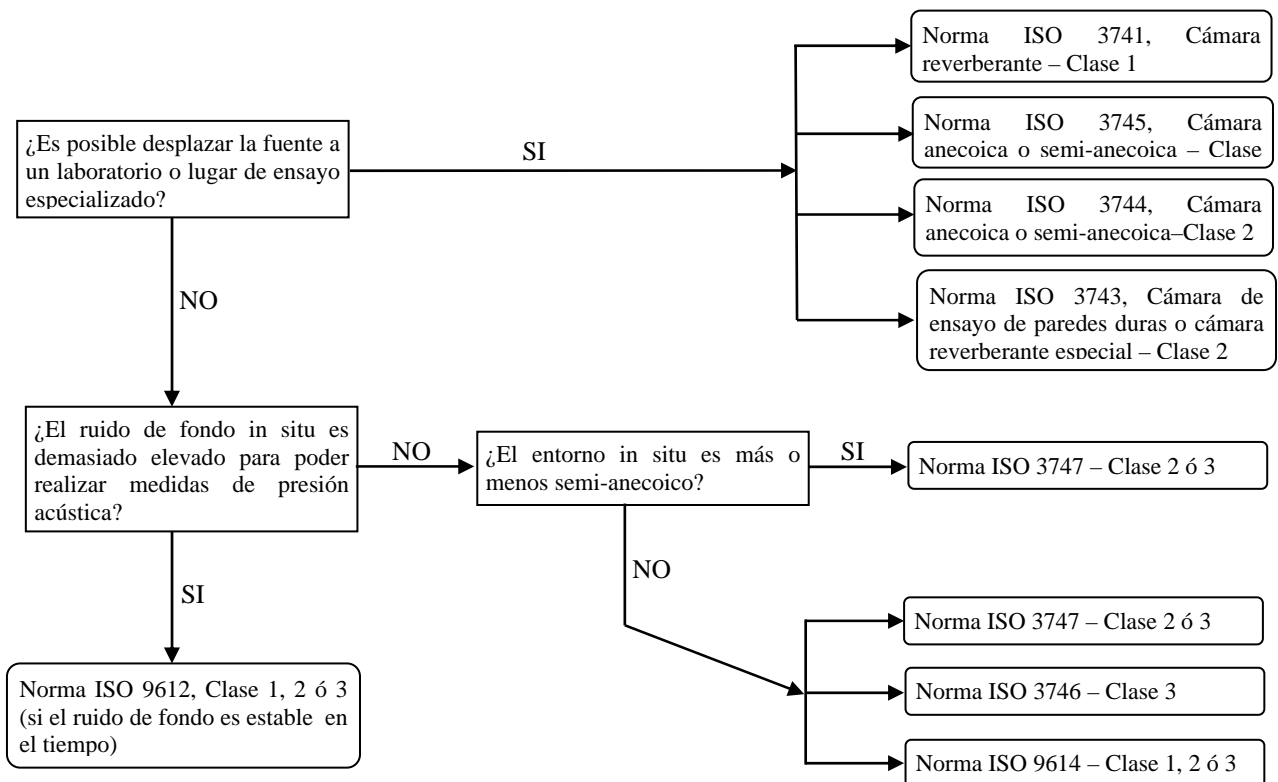 Norma ISO 3741, Cámara
reverberante – Clase 1
¿Es posible desplazar la fuente a
un laboratorio o lugar de ensayo
especializado?
SI
Norma ISO 3745, Cámara
anecoica o semi-anecoica – Clase
Norma ISO 3744, Cámara
anecoica o semi-anecoica–Clase 2
Norma ISO 3743, Cámara de
ensayo de paredes duras o cámara
reverberante especial – Clase 2
NO
¿El ruido de fondo in situ es
demasiado elevado para poder
realizar medidas de presión
acústica?
NO
¿El entorno in situ es más o
menos semi-anecoico?
SI
Norma ISO 3747 – Clase 2 ó 3
NO
SI
Norma ISO 3747 – Clase 2 ó 3
Norma ISO 3746 – Clase 3
Norma ISO 9614 – Clase 1, 2 ó 3
Norma ISO 9612, Clase 1, 2 ó 3
(si el ruido de fondo es estable en
el tiempo)